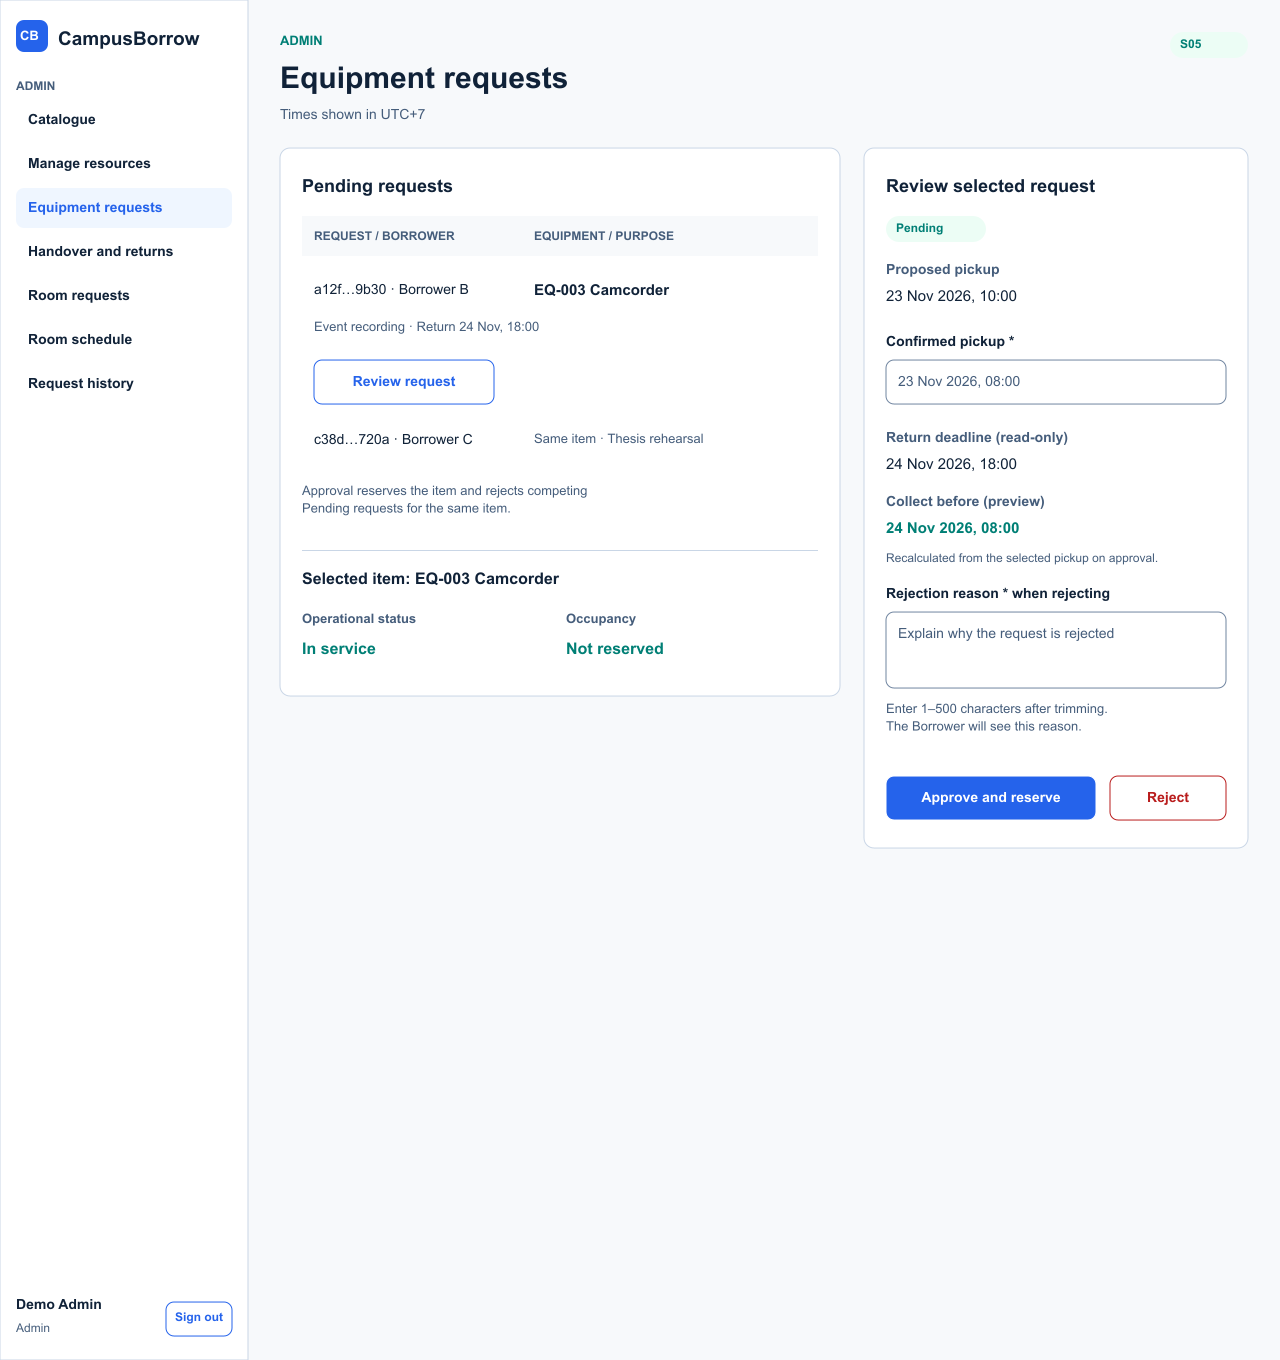 CB CampusBorrow
ADMIN
Catalogue
Manage resources
Equipment requests
Handover and returns
Room requests
Room schedule
Request history
Demo Admin
Admin
Sign out
ADMIN
S05
Equipment requests
Times shown in UTC+7
Pending requests
REQUEST / BORROWER EQUIPMENT / PURPOSE
a12f…9b30 · Borrower B EQ-003 Camcorder
Event recording · Return 24 Nov, 18:00
Review request
c38d…720a · Borrower C Same item · Thesis rehearsal
Approval reserves the item and rejects competing
Pending requests for the same item.
Selected item: EQ-003 Camcorder
Operational status Occupancy
In service Not reserved
Review selected request
Pending
Proposed pickup
23 Nov 2026, 10:00
Confirmed pickup *
23 Nov 2026, 08:00
Return deadline (read-only)
24 Nov 2026, 18:00
Collect before (preview)
24 Nov 2026, 08:00
Recalculated from the selected pickup on approval.
Rejection reason * when rejecting
Explain why the request is rejected
Enter 1–500 characters after trimming.
The Borrower will see this reason.
Approve and reserve Reject